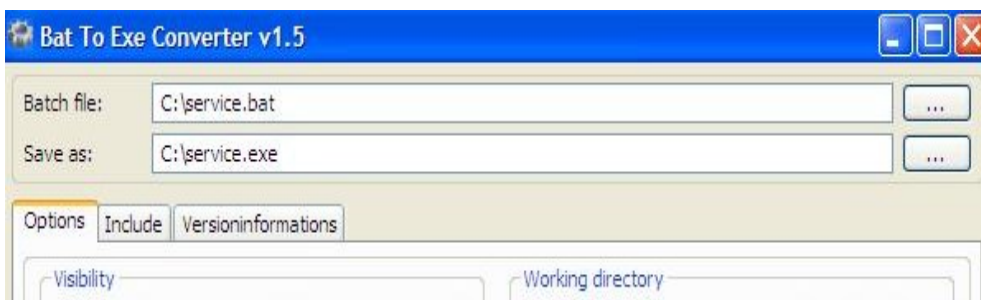 Bat To Exe Converter v1.5
Batch file: C:\service.bat ...
Save as: C:\service.exe ...
Options Include Versioninformations
Visibility Working directory